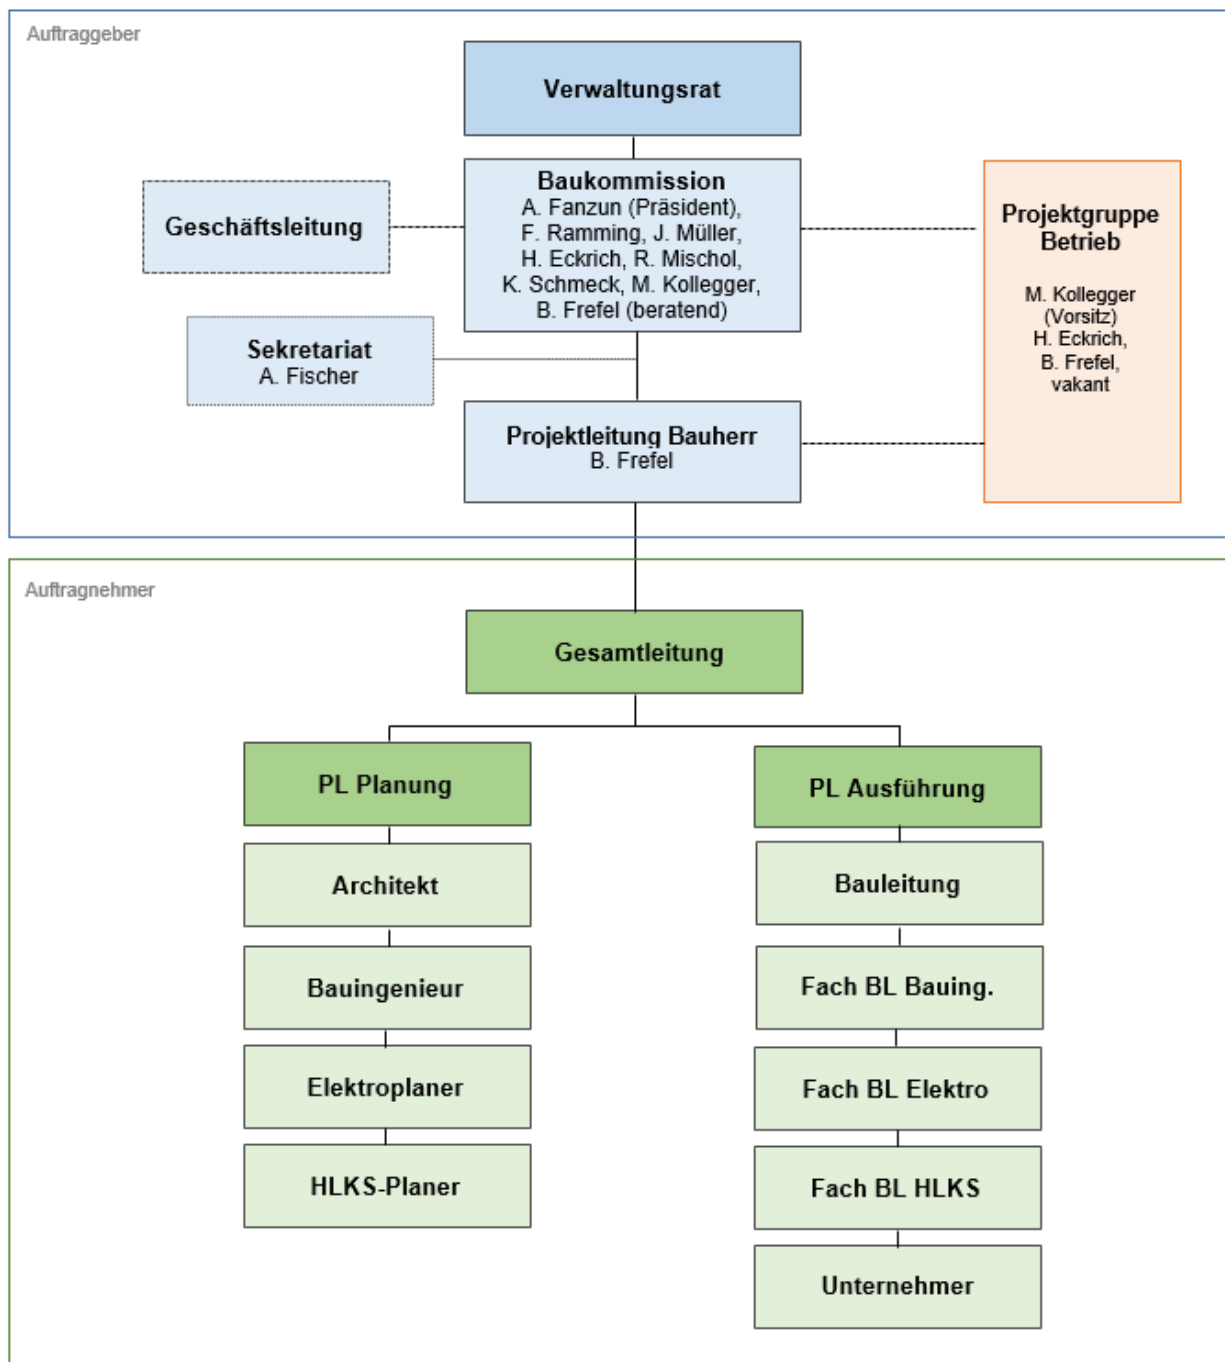 Auftraggeber
Verwaltungsrat
Baukommission
A. Fanzun (Präsident),
F. Ramming, J. Müller,
H. Eckrich, R. Mischol,
K. Schmeck, M. Kollegger,
B. Frefel (beratend)
Geschäftsleitung
Projektgruppe
Betrieb
M. Kollegger
(Vorsitz)
H. Eckrich,
B. Frefel,
vakant
Sekretariat
A. Fischer
Projektleitung Bauherr
B. Frefel
Auftragnehmer
Gesamtleitung
PL Planung
Architekt
Bauingenieur
Elektroplaner
HLKS-Planer
PL Ausführung
Bauleitung
Fach BL Bauing.
Fach BL Elektro
Fach BL HLKS
Unternehmer